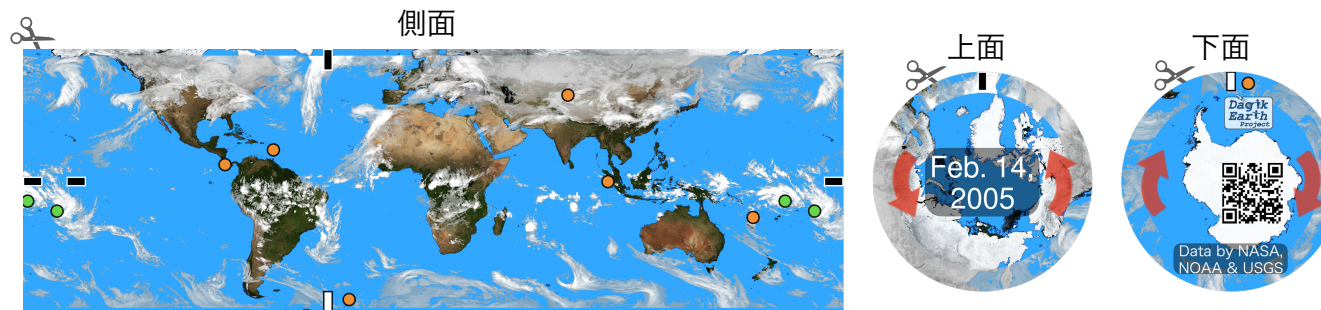 側面
上面
下面
Feb. 14,
2005
Dagik
Earth
Project
Data by NASA,
NOAA & USGS